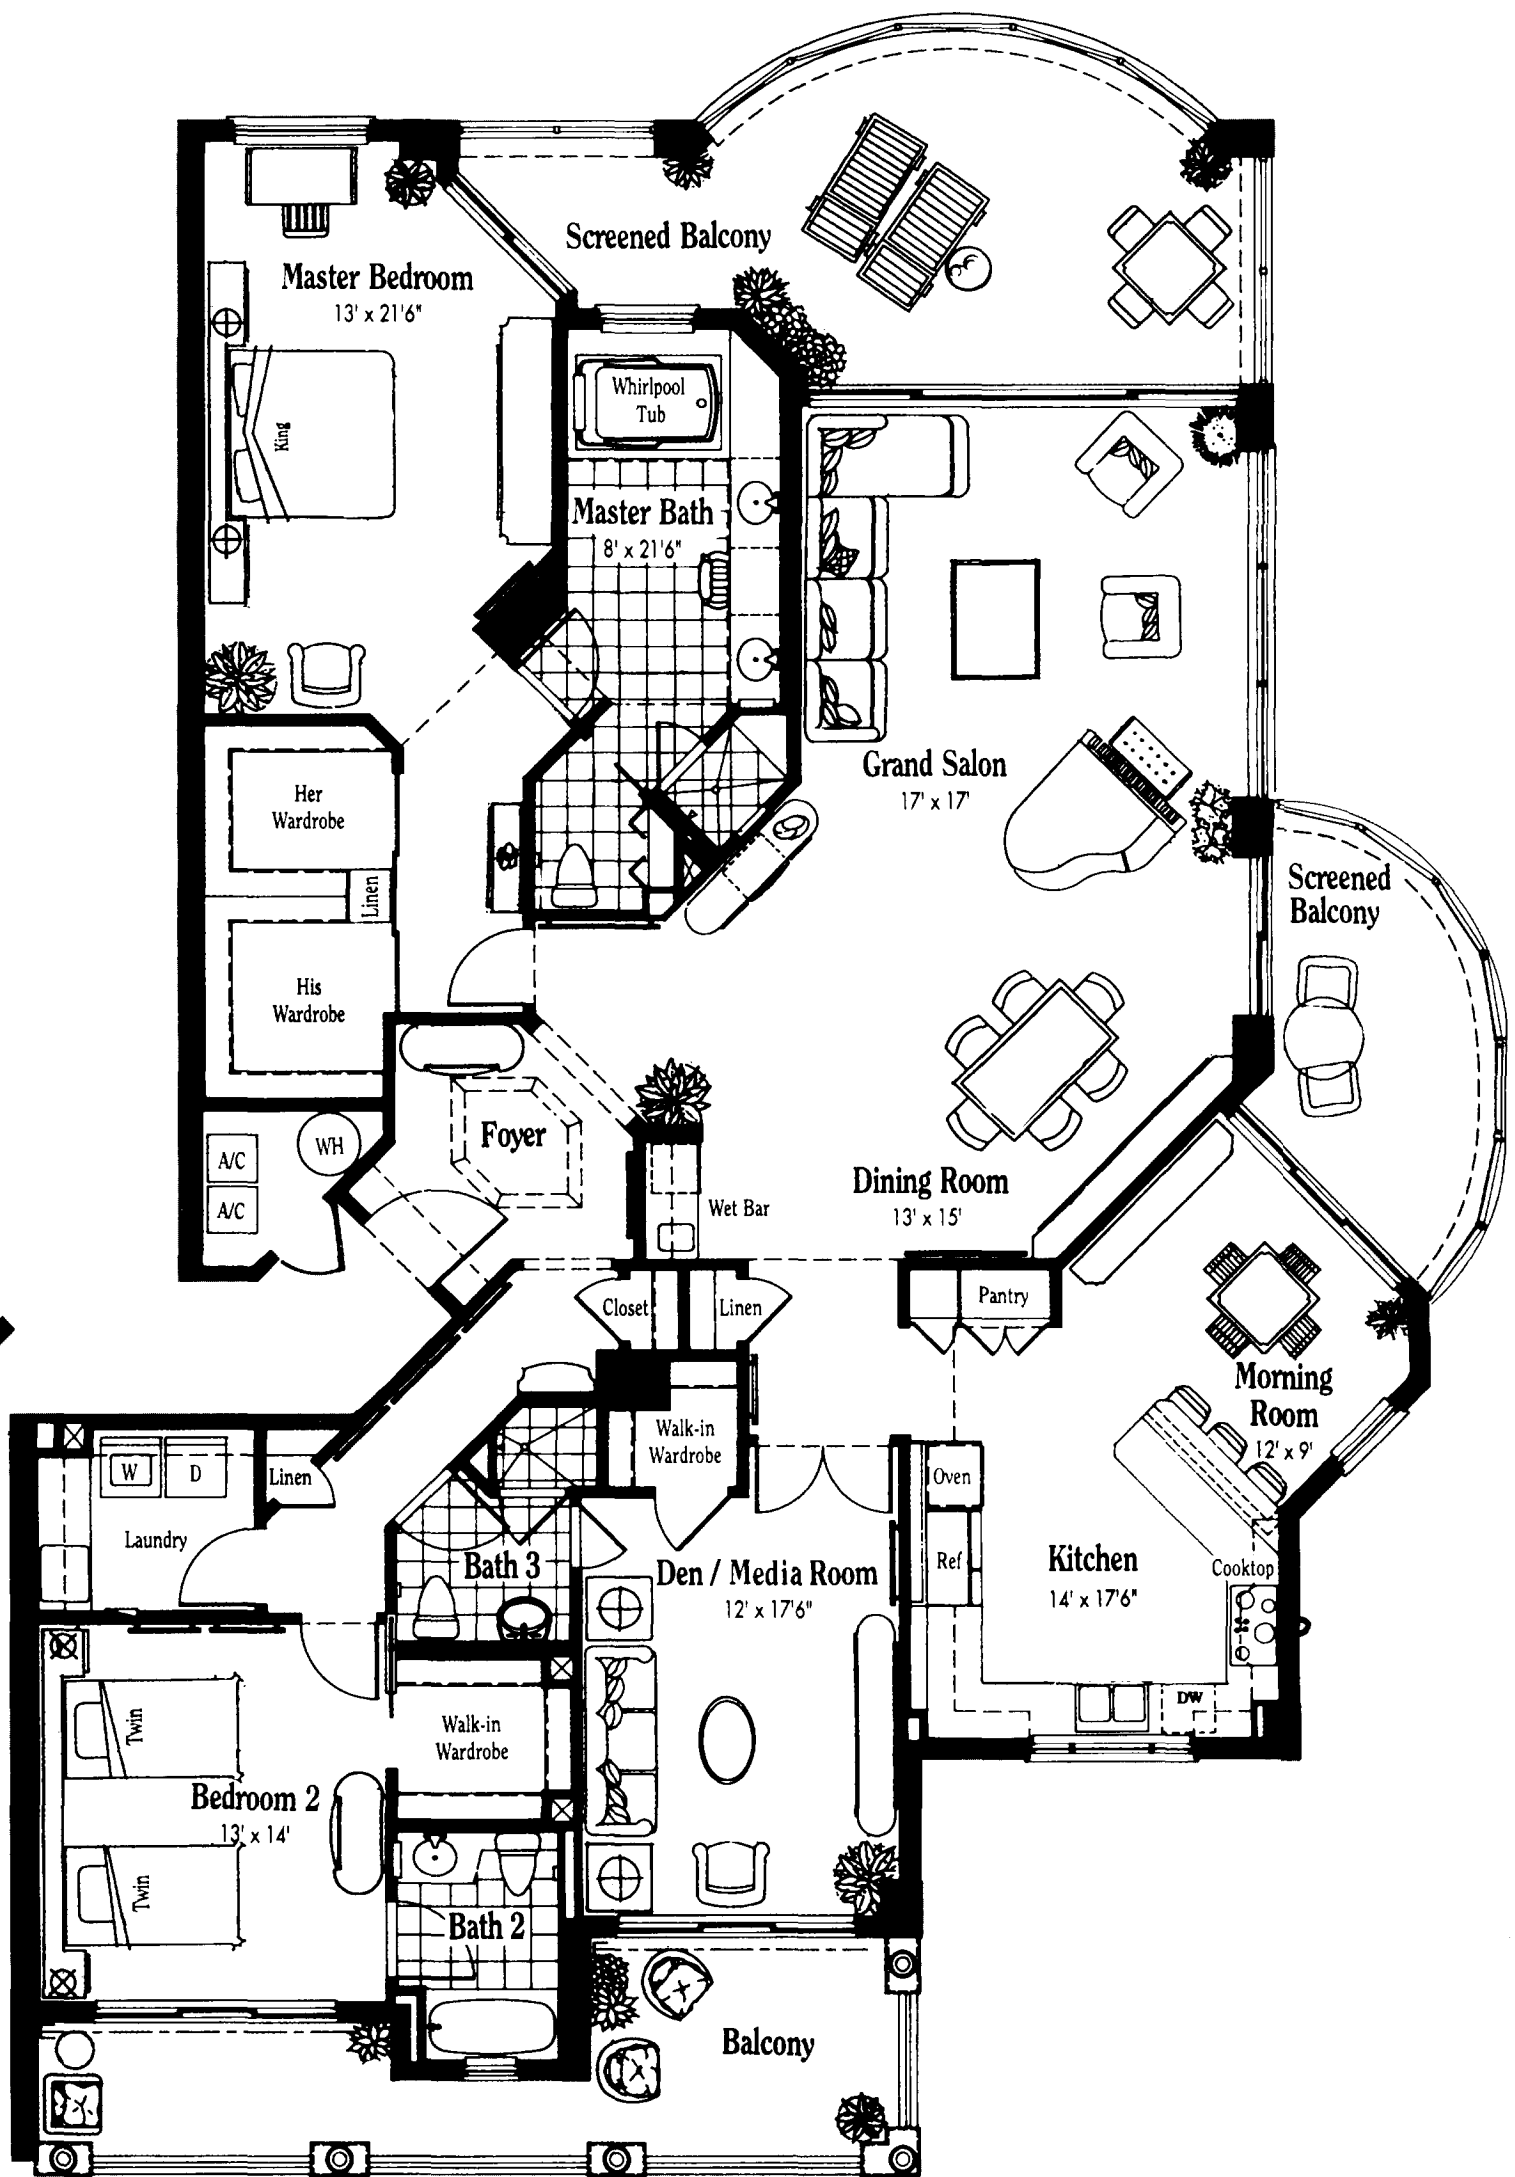 Screened Balcony
Master Bedroom
13' x 21'6"
King
Whirlpool
Tub
Master Bath
8' x 21'6"
Grand Salon
17' x 17'
Her
Wardrobe
Linen
His
Wardrobe
Screened
Balcony
Foyer
WH
A/C
A/C
Wet Bar
Dining Room
13' x 15'
Closet
Linen
Pantry
Morning
Room
12' x 9'
Walk-in
Wardrobe
W
D
Linen
Oven
Laundry
Bath 3
Den / Media Room
12' x 17'6"
Ref
Kitchen
14' x 17'6"
Cooktop
DW
Twin
Walk-in
Wardrobe
Bedroom 2
13' x 14'
Twin
Bath 2
Balcony